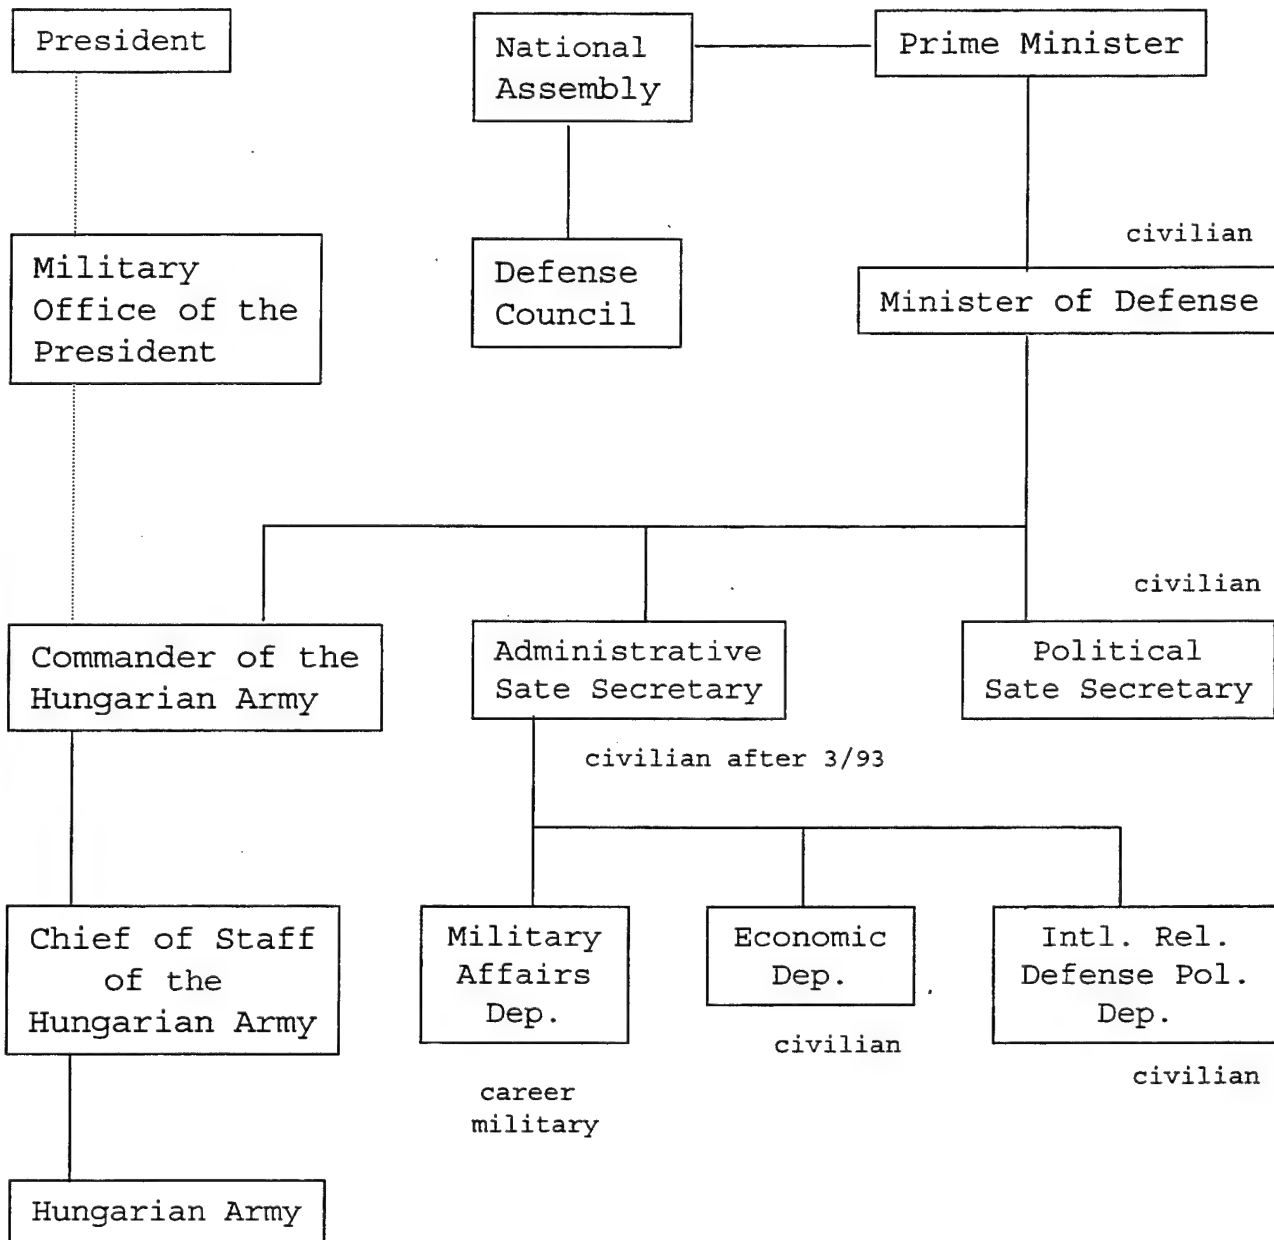 President
National
Assembly
Prime Minister
Military
Office of the
President
Defense
Council
civilian
Minister of Defense
Commander of the
Hungarian Army
Administrative
Sate Secretary
civilian
Political
Sate Secretary
civilian after 3/93
Chief of Staff
of the
Hungarian Army
Military
Affairs
Dep.
career
military
Economic
Dep.
civilian
Intl. Rel.
Defense Pol.
Dep.
civilian
Hungarian Army